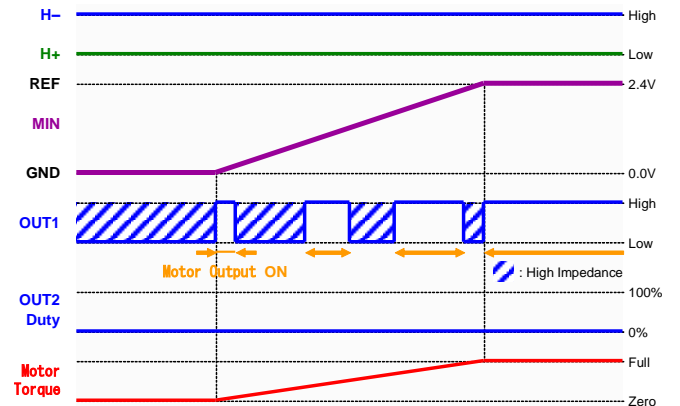 H– High
H+ Low
REF 2.4V
MIN
GND 0.0V
High
OUT1
Low
Motor Output ON
: High Impedance
OUT2 100%
Duty
0%
Motor Full
Torque
Zero